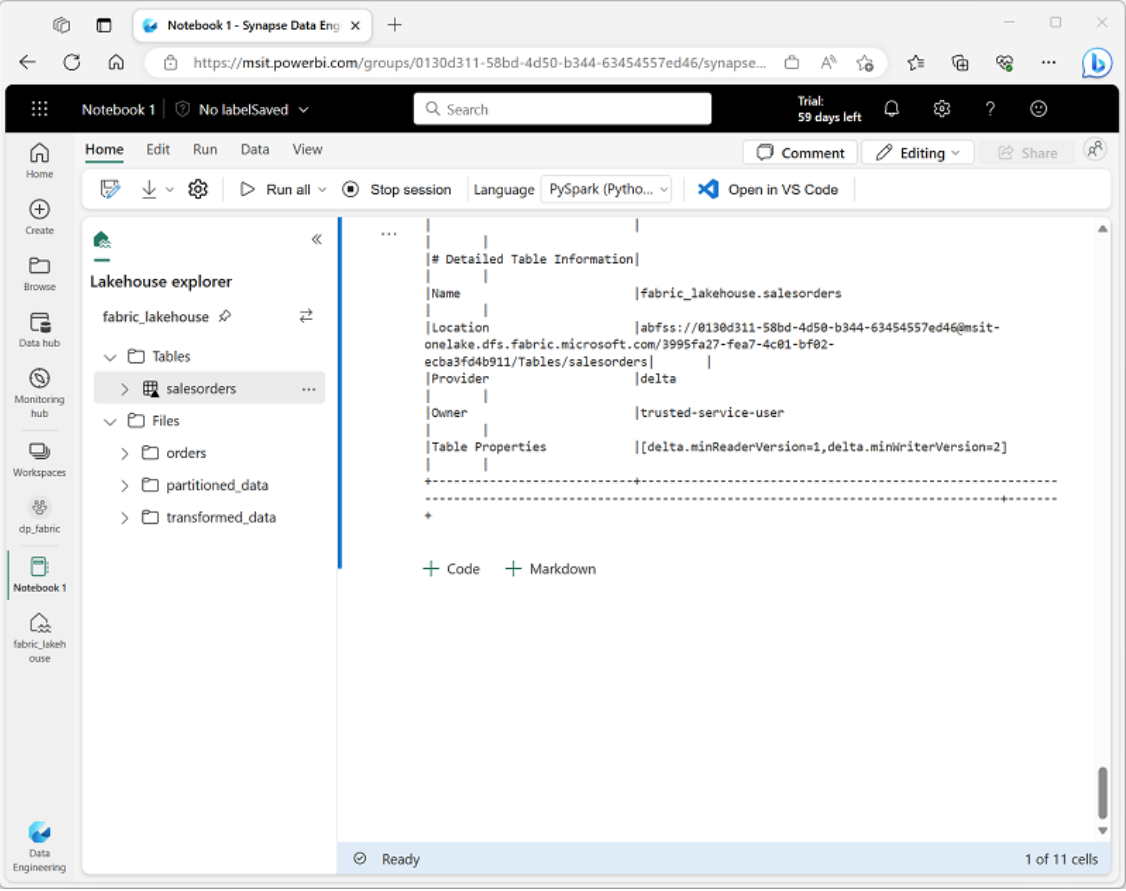 Notebook 1 - Synapse Data Eng
https://msit.powerbi.com/groups/0130d311-58bd-4d50-b344-63454557ed46/synapse...
Notebook 1 No labelSaved
Search
Trial:
59 days left
Home Edit Run Data View
Comment Editing Share
Run all Stop session Language PySpark (Pytho... Open in VS Code
Home
Create
Browse
Data hub
Monitoring
hub
Workspaces
dp_fabric
Notebook 1
fabric_lakeh
ouse
Data
Engineering
Lakehouse explorer
fabric_lakehouse
Tables
salesorders ...
Files
orders
partitioned_data
transformed_data
...
| |
| |
|# Detailed Table Information|
| |
|Name |fabric_lakehouse.salesorders
| |
|Location |abfss://0130d311-58bd-4d50-b344-63454557ed46@msit-
onelake.dfs.fabric.microsoft.com/3995fa27-fea7-4c01-bf02-
ecba3fd4b911/Tables/salesorders| |
|Provider |delta
| |
|Owner |trusted-service-user
| |
|Table Properties |[delta.minReaderVersion=1,delta.minWriterVersion=2]
| |
+----------------------------+--------------------------------------------------------
------------------------------------------------------------------------------+-------
+
+ Code + Markdown
Ready
1 of 11 cells